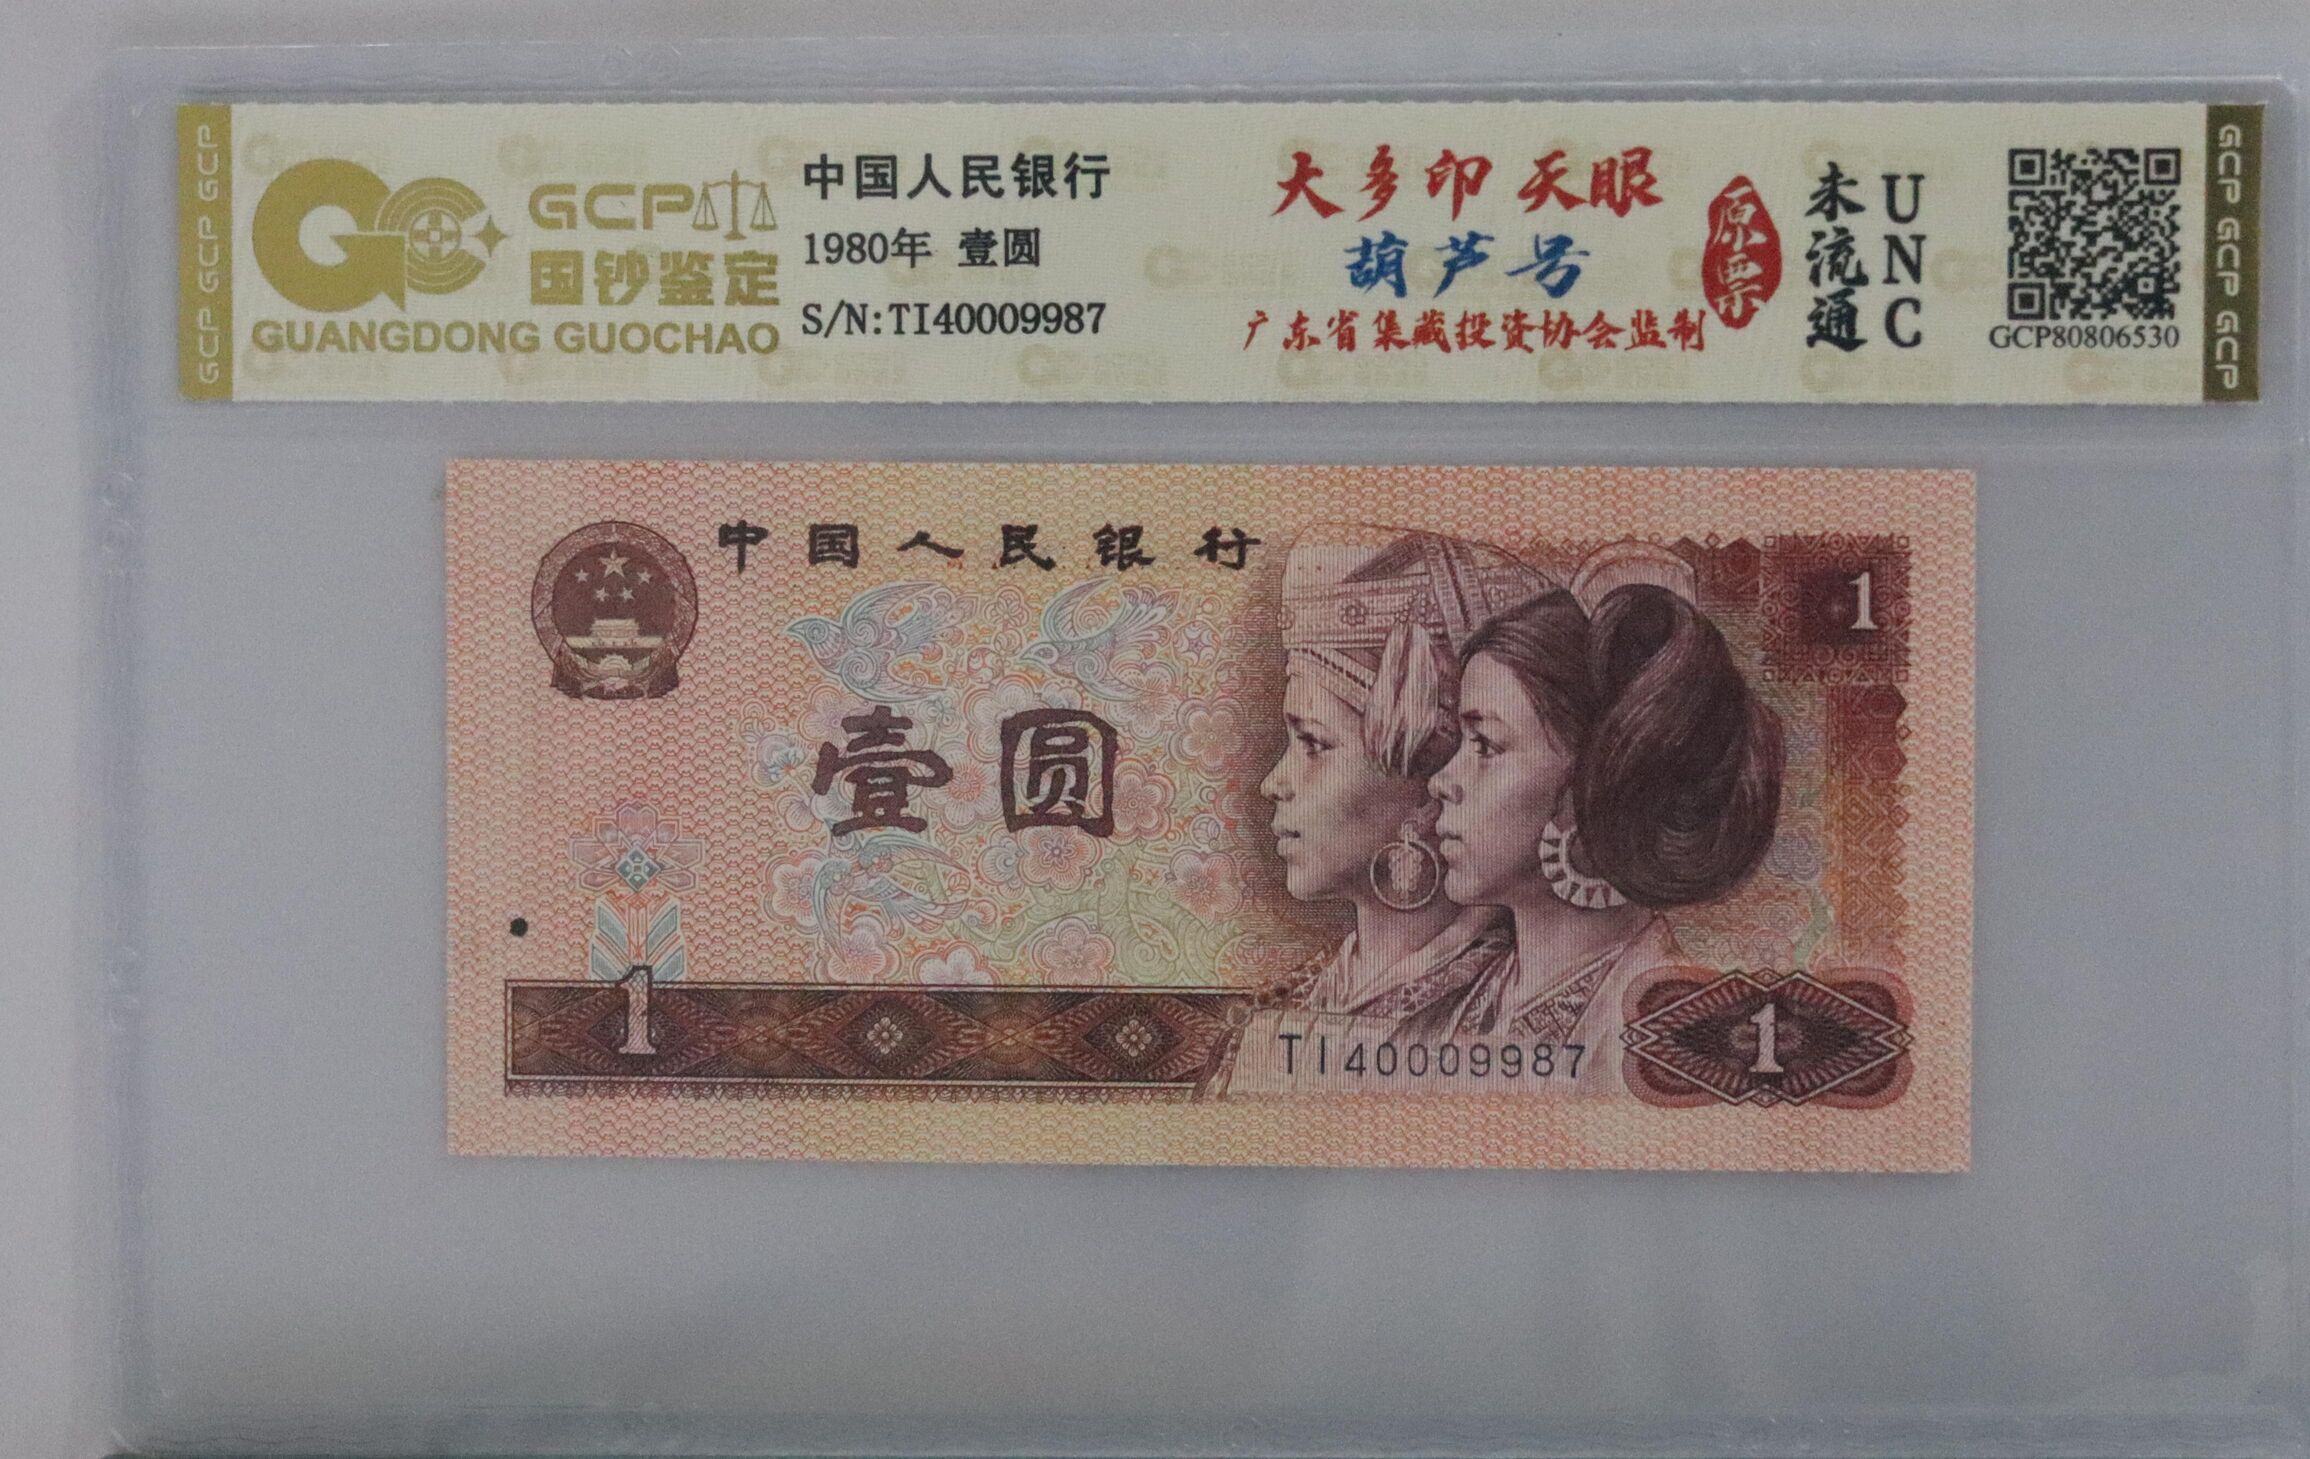 GCP GCP GCP
GCP
国钞鉴定
GUANGDONG GUOCHAO
中国人民银行
1980年 壹圆
S/N:TI40009987
大多印 天眼
葫芦号
广东省集藏投资协会监制
原票
未流通
UNC
GCP80806530
GCP GCP GCP
中国人民银行
1
壹圆
1
TI40009987
1